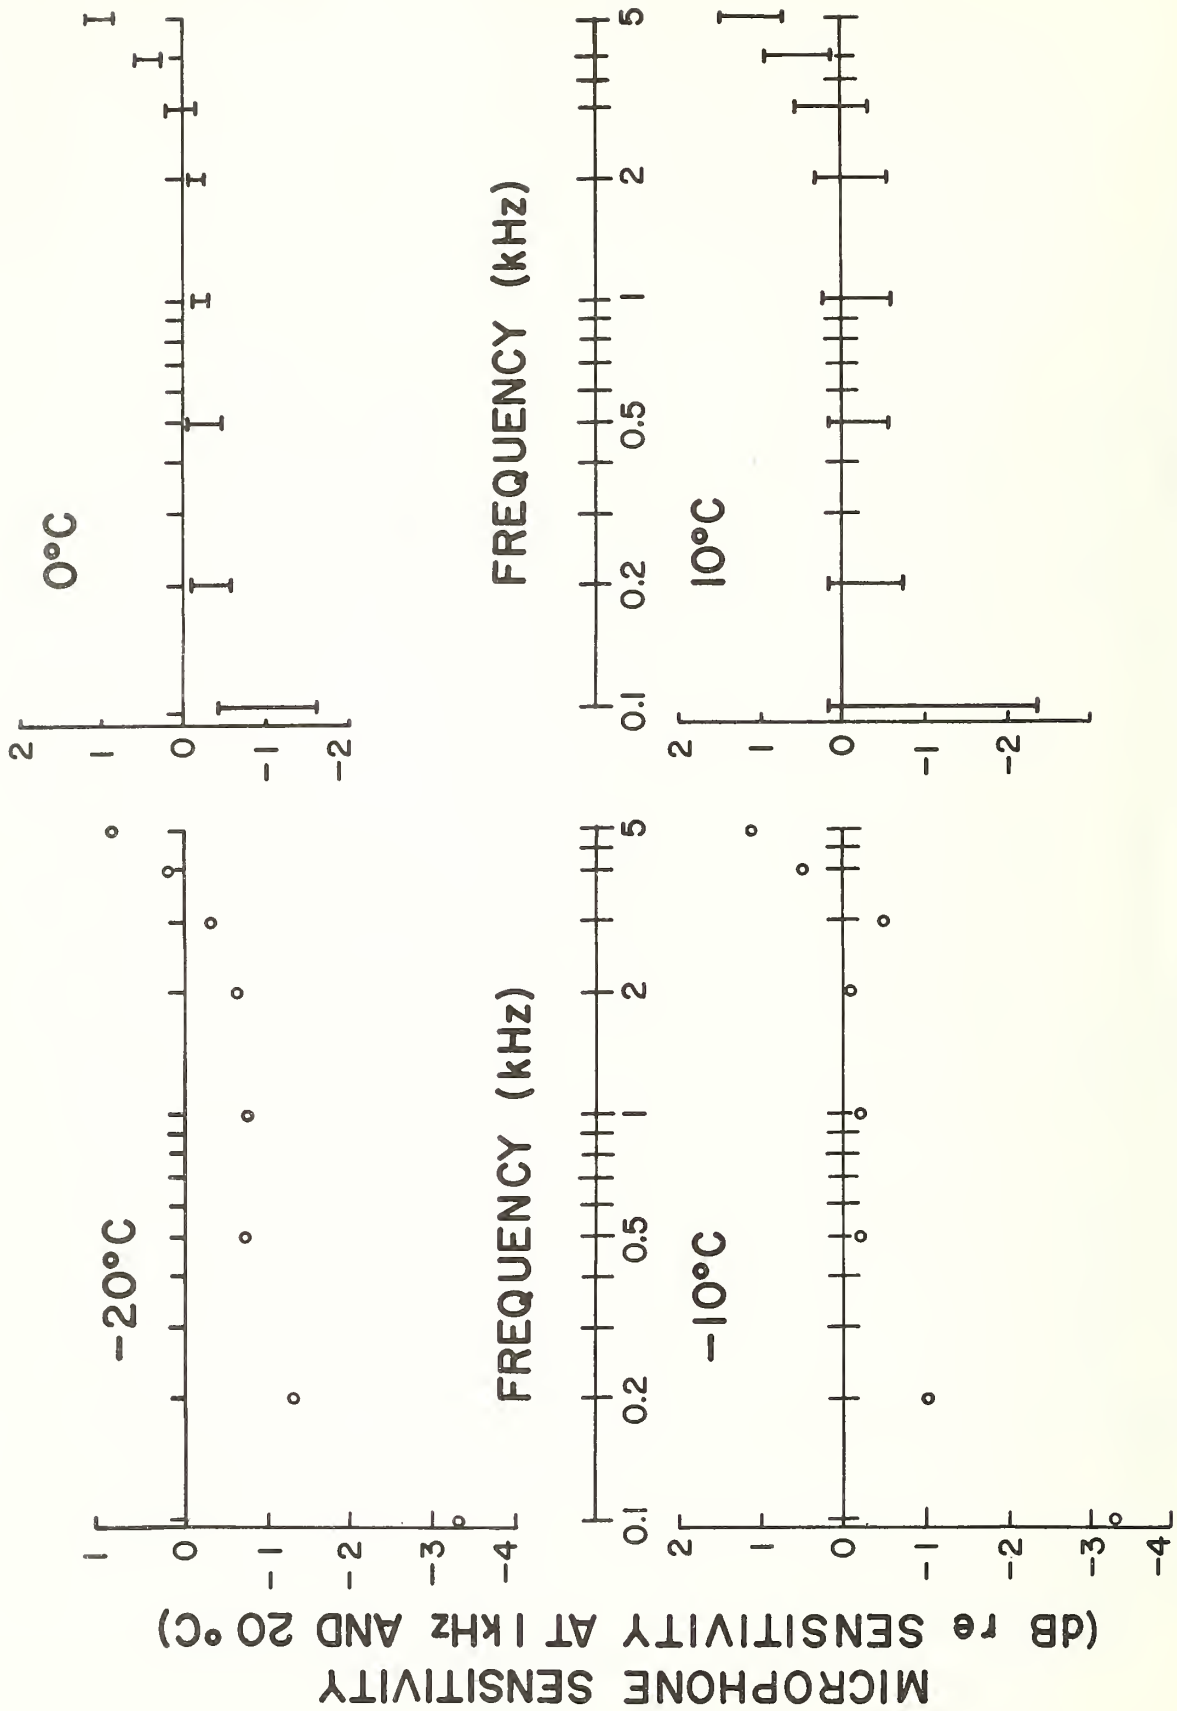 MICROPHONE SENSITIVITY
(dB re SENSITIVITY AT 1 kHz AND 20 °C)
-20°C
1
0
-1
-2
-3
-4
FREQUENCY (kHz)
0.1 0.2 0.5 1 2 5
0°C
2
1
0
-1
-2
FREQUENCY (kHz)
0.1 0.2 0.5 1 2 5
-10°C
2
1
0
-1
-2
-3
-4
10°C
2
1
0
-1
-2